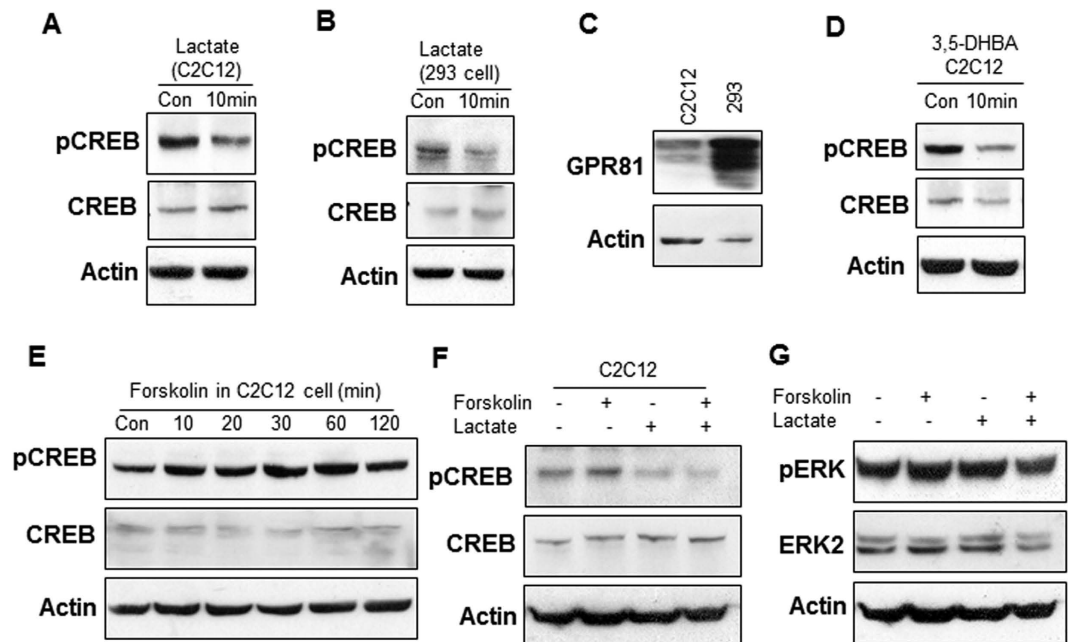 A
Lactate
(C2C12)
Con 10min
pCREB
CREB
Actin
B
Lactate
(293 cell)
Con 10min
pCREB
CREB
Actin
C
C2C12 293
GPR81
Actin
D
3,5-DHBA
C2C12
Con 10min
pCREB
CREB
Actin
E
Forskolin in C2C12 cell (min)
Con 10 20 30 60 120
pCREB
CREB
Actin
F
C2C12
Forskolin - + - +
Lactate - - + +
pCREB
CREB
Actin
G
Forskolin - + - +
Lactate - - + +
pERK
ERK2
Actin